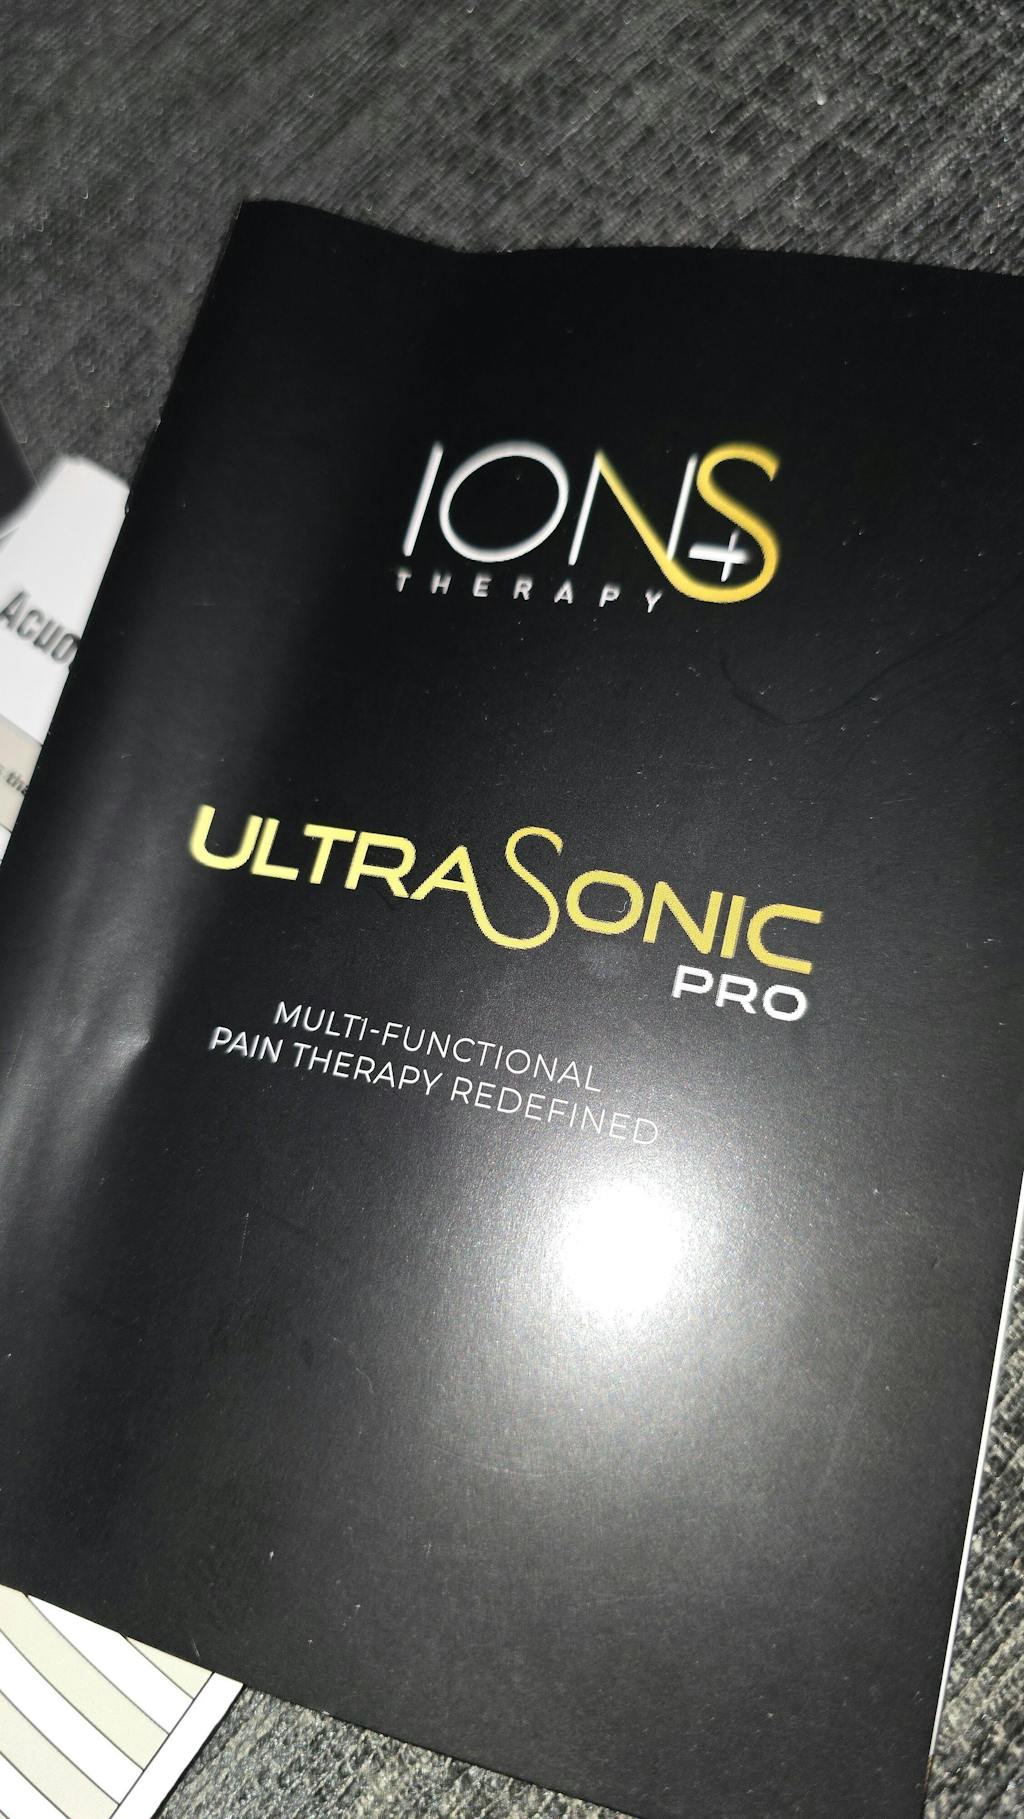 IONS
THERAPY
ULTRASONIC
PRO
MULTI-FUNCTIONAL
PAIN THERAPY REDEFINED